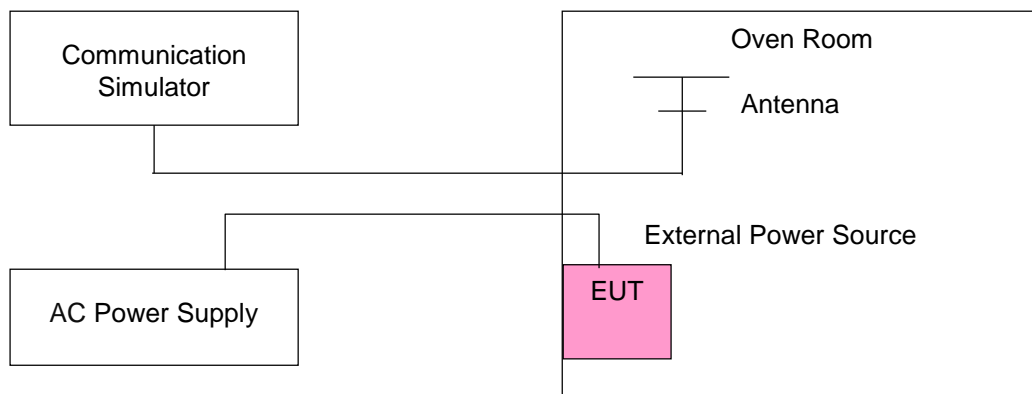 Communication
Simulator
Oven Room
Antenna
External Power Source
EUT
AC Power Supply